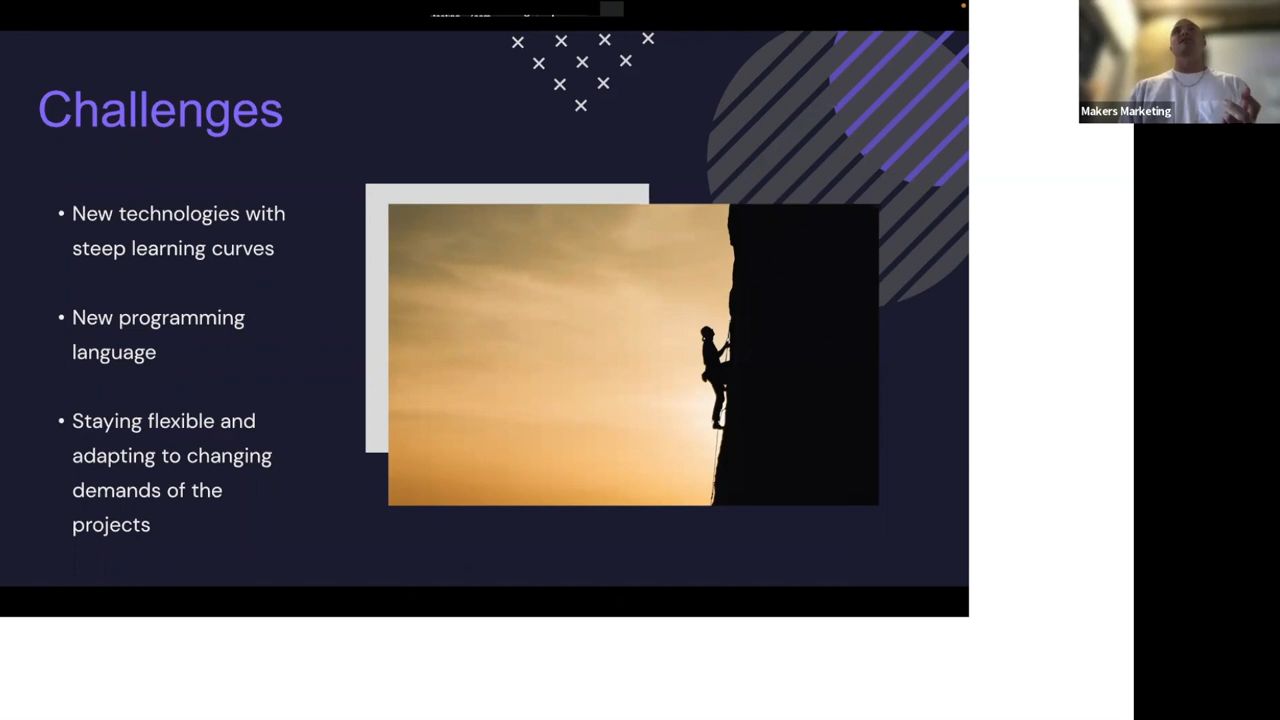 Challenges
• New technologies with
steep learning curves
• New programming
language
• Staying flexible and
adapting to changing
demands of the
projects
Makers Marketing